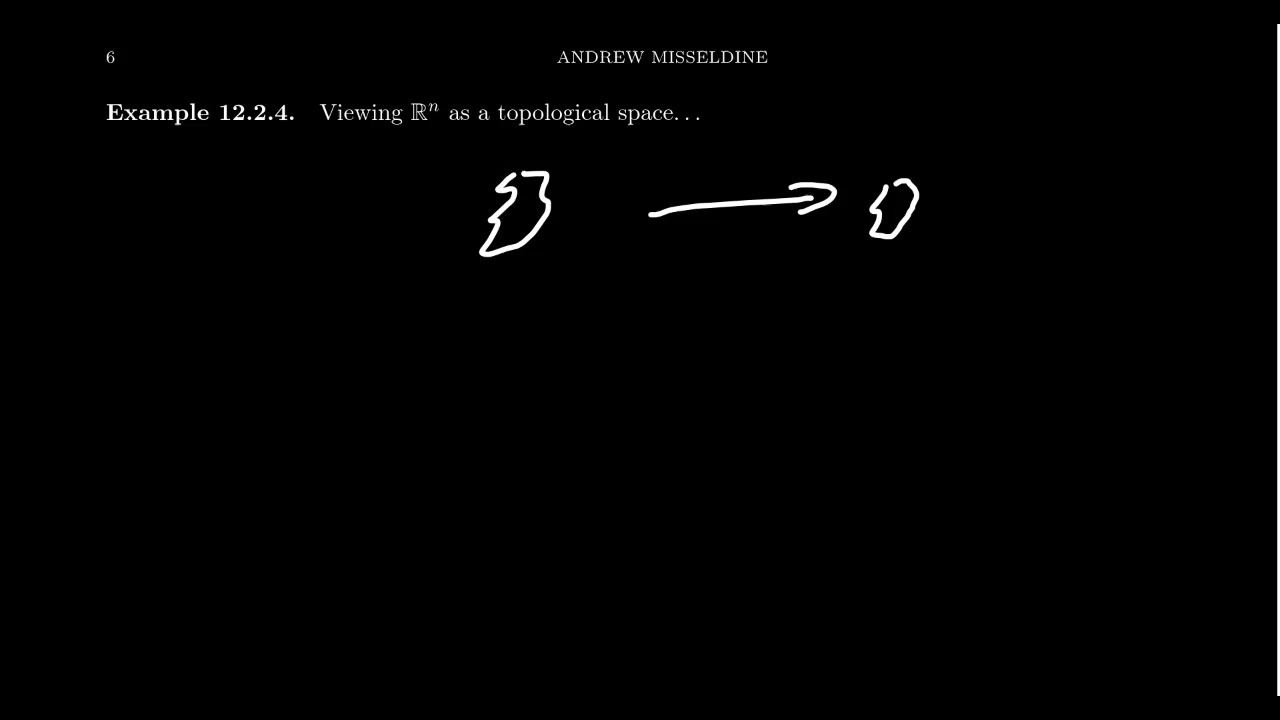 6 ANDREW MISSELDINE
Example 12.2.4. Viewing ℝⁿ as a topological space...